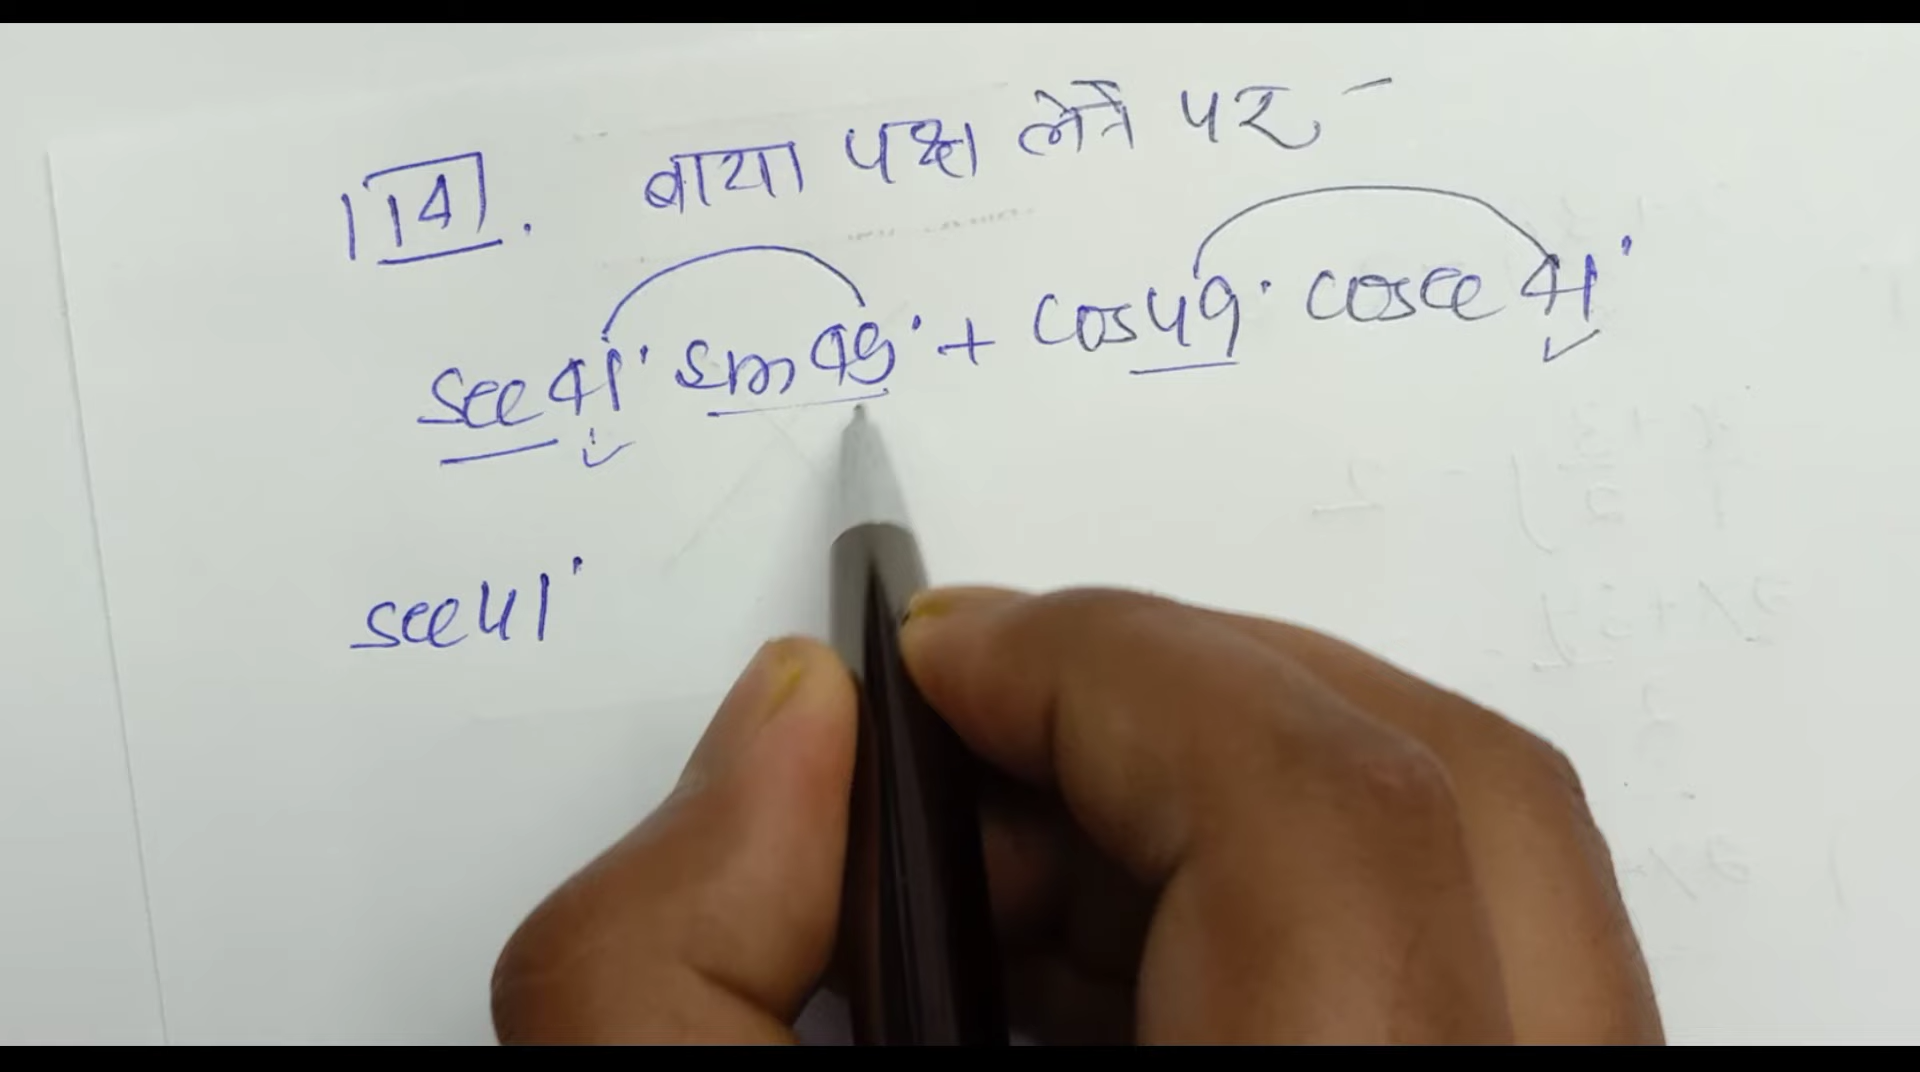 14. बाया पक्ष लेने पर -
sec 41° sin 49° + cos 49° cosec 41°
sec 41°